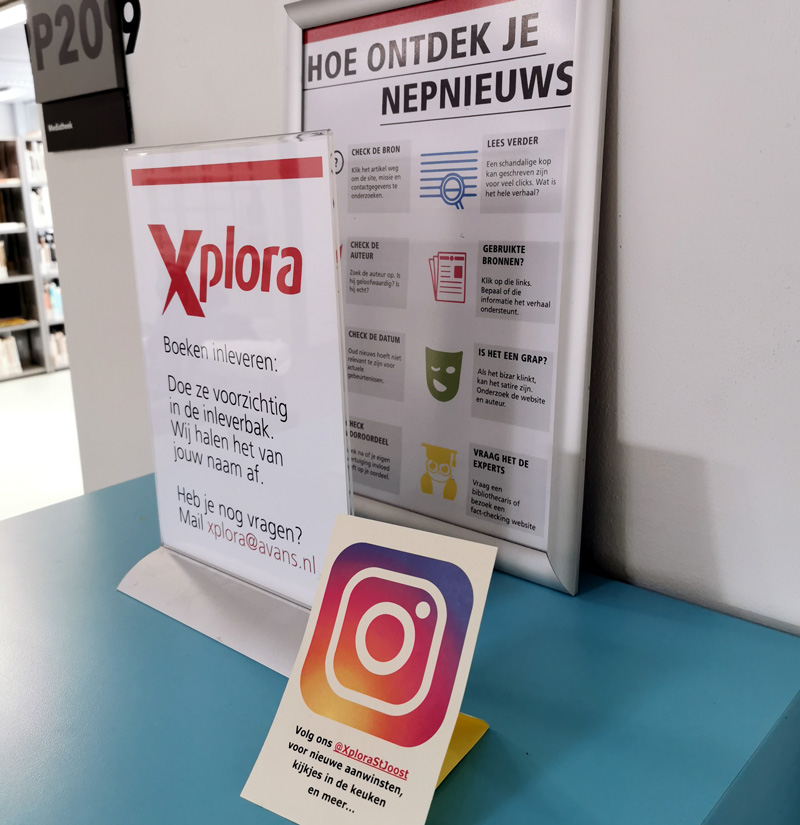 P209
Mediatheek
HOE ONTDEK JE
NEPNIEUWS
?
CHECK DE BRON
Klik het artikel weg
om de site, missie en
contactgegevens te
onderzoeken.
LEES VERDER
Een schandalige kop
kan geschreven zijn
voor veel clicks. Wat is
het hele verhaal?
CHECK DE
AUTEUR
Zoek de auteur op. Is
hij geloofwaardig? Is
hij echt?
GEBRUIKTE
BRONNEN?
Klik op die links.
Bepaal of die
informatie het verhaal
ondersteunt.
CHECK DE DATUM
Oud nieuws hoeft niet
relevant te zijn voor
actuele
gebeurtenissen.
IS HET EEN GRAP?
Als het bizar klinkt,
kan het satire zijn.
Onderzoek de website
en auteur.
op je oordeel.
VRAAG HET DE
EXPERTS
Vraag een
bibliothecaris of
bezoek een
fact-checking website
Xplora
Boeken inleveren:
Doe ze voorzichtig
in de inleverbak.
Wij halen het van
jouw naam af.
Heb je nog vragen?
Mail xplora@avans.nl
Volg ons @XploraStJoost
voor nieuwe aanwinsten,
kijkjes in de keuken
en meer...